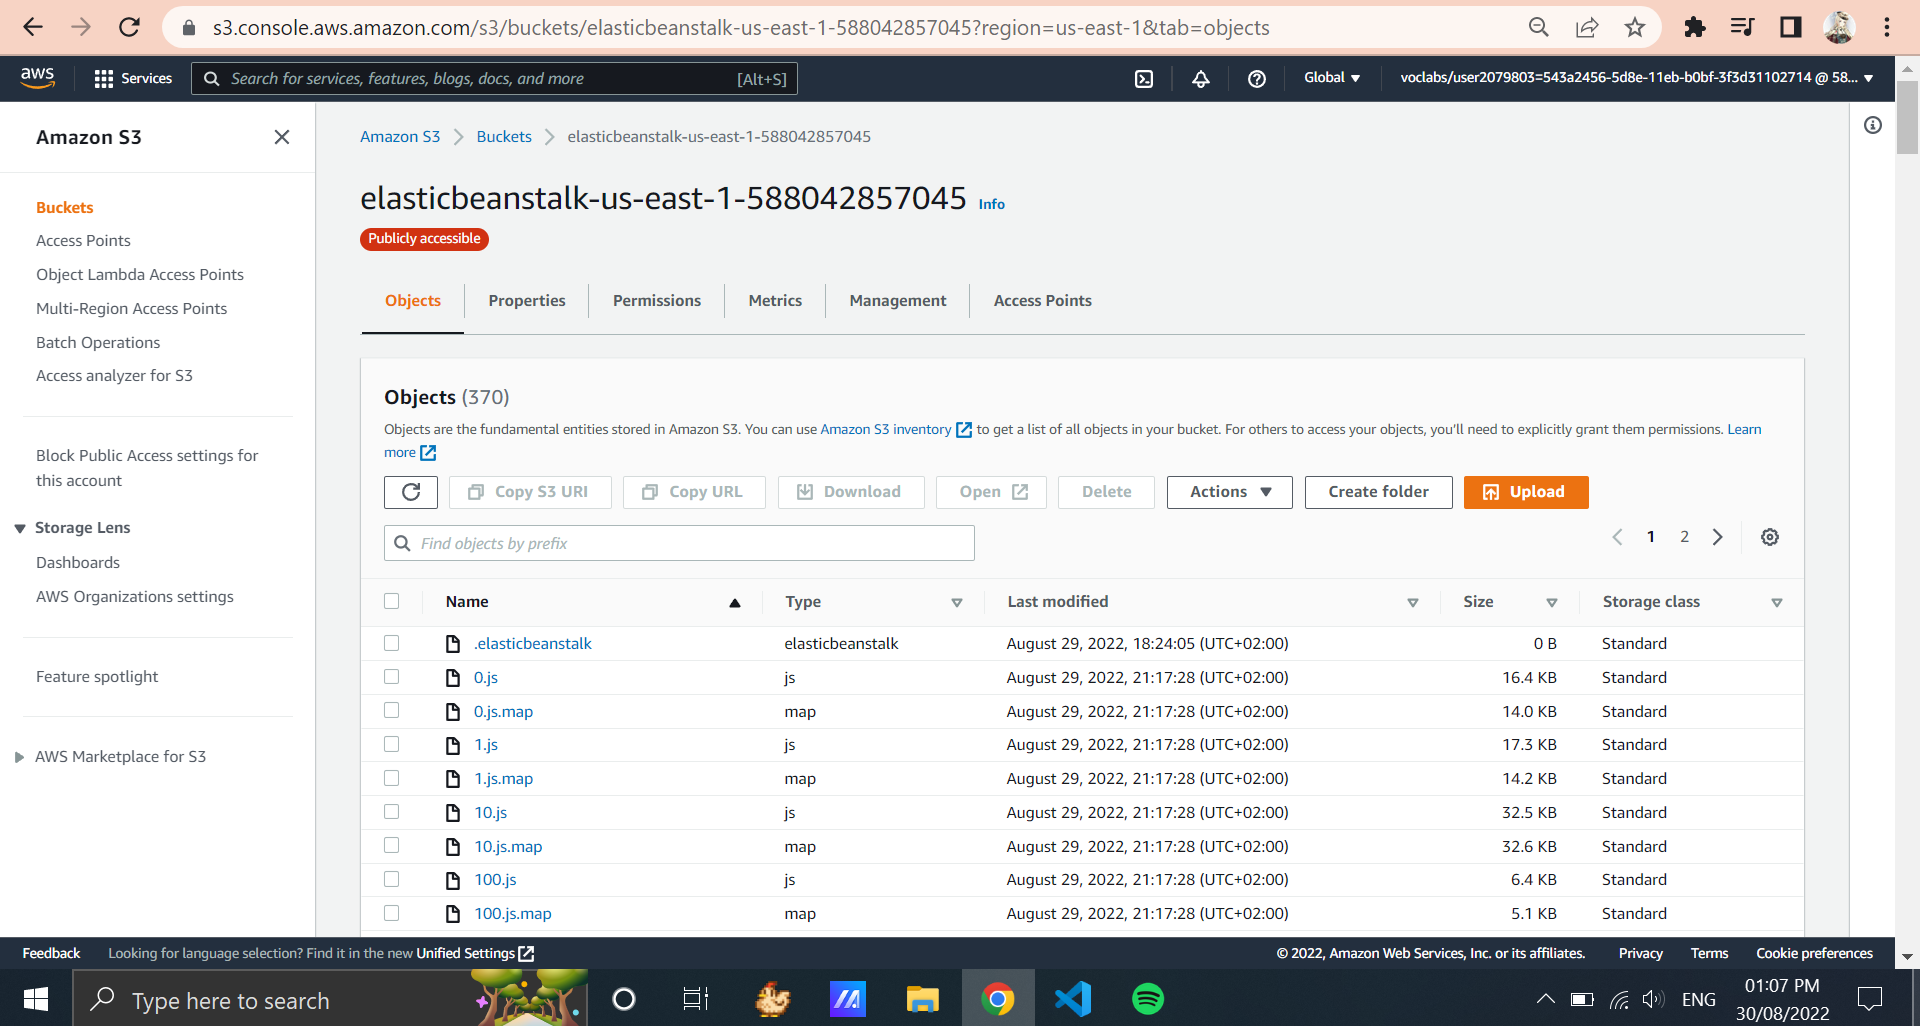 s3.console.aws.amazon.com/s3/buckets/elasticbeanstalk-us-east-1-588042857045?region=us-east-1&tab=objects
aws Services Search for services, features, blogs, docs, and more [Alt+S] Global voclabs/user2079803=543a2456-5d8e-11eb-b0bf-3f3d31102714 @ 58...
Amazon S3
Buckets
Access Points
Object Lambda Access Points
Multi-Region Access Points
Batch Operations
Access analyzer for S3
Block Public Access settings for
this account
Storage Lens
Dashboards
AWS Organizations settings
Feature spotlight
AWS Marketplace for S3
Amazon S3 Buckets elasticbeanstalk-us-east-1-588042857045
elasticbeanstalk-us-east-1-588042857045 Info
Publicly accessible
Objects Properties Permissions Metrics Management Access Points
Objects (370)
Objects are the fundamental entities stored in Amazon S3. You can use Amazon S3 inventory to get a list of all objects in your bucket. For others to access your objects, you'll need to explicitly grant them permissions. Learn
more
Copy S3 URI Copy URL Download Open Delete Actions Create folder Upload
Find objects by prefix 1 2
Name Type Last modified Size Storage class
.elasticbeanstalk elasticbeanstalk August 29, 2022, 18:24:05 (UTC+02:00) 0 B Standard
0.js js August 29, 2022, 21:17:28 (UTC+02:00) 16.4 KB Standard
0.js.map map August 29, 2022, 21:17:28 (UTC+02:00) 14.0 KB Standard
1.js js August 29, 2022, 21:17:28 (UTC+02:00) 17.3 KB Standard
1.js.map map August 29, 2022, 21:17:28 (UTC+02:00) 14.2 KB Standard
10.js js August 29, 2022, 21:17:28 (UTC+02:00) 32.5 KB Standard
10.js.map map August 29, 2022, 21:17:28 (UTC+02:00) 32.6 KB Standard
100.js js August 29, 2022, 21:17:28 (UTC+02:00) 6.4 KB Standard
100.js.map map August 29, 2022, 21:17:28 (UTC+02:00) 5.1 KB Standard
Feedback Looking for language selection? Find it in the new Unified Settings © 2022, Amazon Web Services, Inc. or its affiliates. Privacy Terms Cookie preferences
Type here to search ENG 01:07 PM
30/08/2022